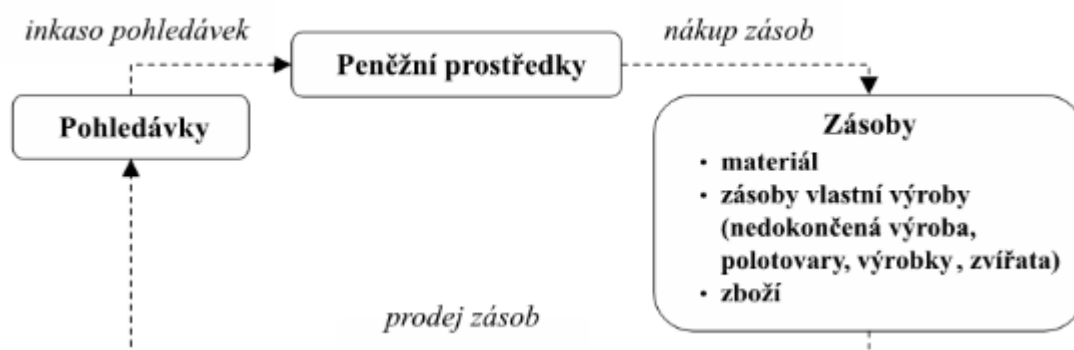 inkaso pohledávek
nákup zásob
Peněžní prostředky
Pohledávky
Zásoby
• materiál
• zásoby vlastní výroby
(nedokončená výroba,
polotovary, výrobky , zvířata)
• zboží
prodej zásob